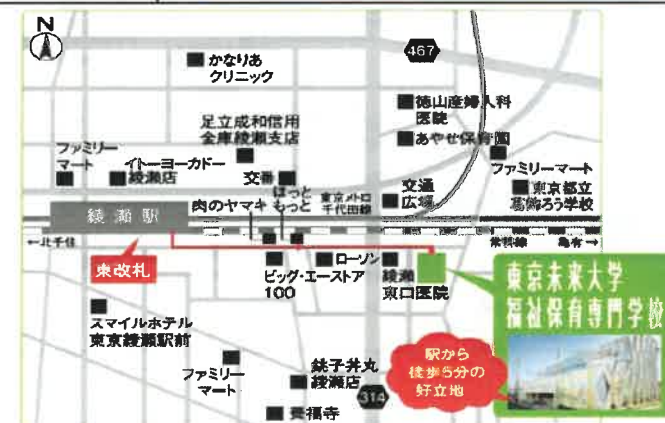 N
かなりあ
クリニック
467
徳山産婦人科
医院
足立成和信用
金庫綾瀬支店
あやせ保育園
ファミリー
マート
イトーヨーカドー
綾瀬店
交番
ファミリーマート
東京都立
葛飾ろう学校
ほっと
もっと
肉のヤマキ
東京メトロ
千代田線
交通
広場
綾瀬駅
←北千住
常磐線
亀有→
東改札
ビッグ・エーストア
100
ローソン
綾瀬
東口医院
東京未来大学
福祉保育専門学校
スマイルホテル
東京綾瀬駅前
ファミリー
マート
銚子丼丸
綾瀬店
314
長福寺
駅から
徒歩5分の
好立地